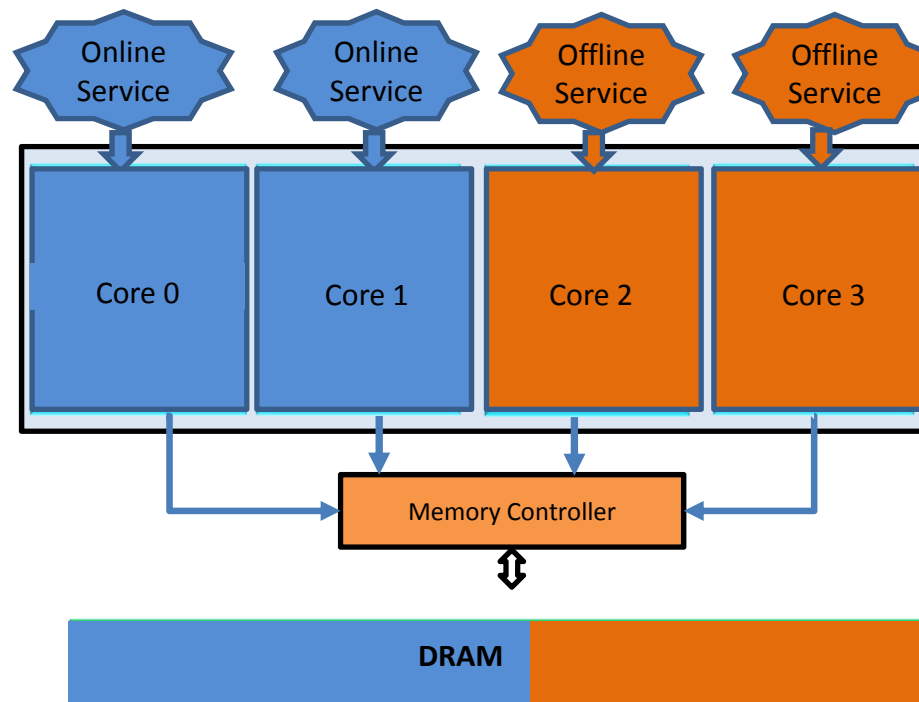 Online
Service
Online
Service
Offline
Service
Offline
Service
Core 0
Core 1
Core 2
Core 3
Memory Controller
DRAM